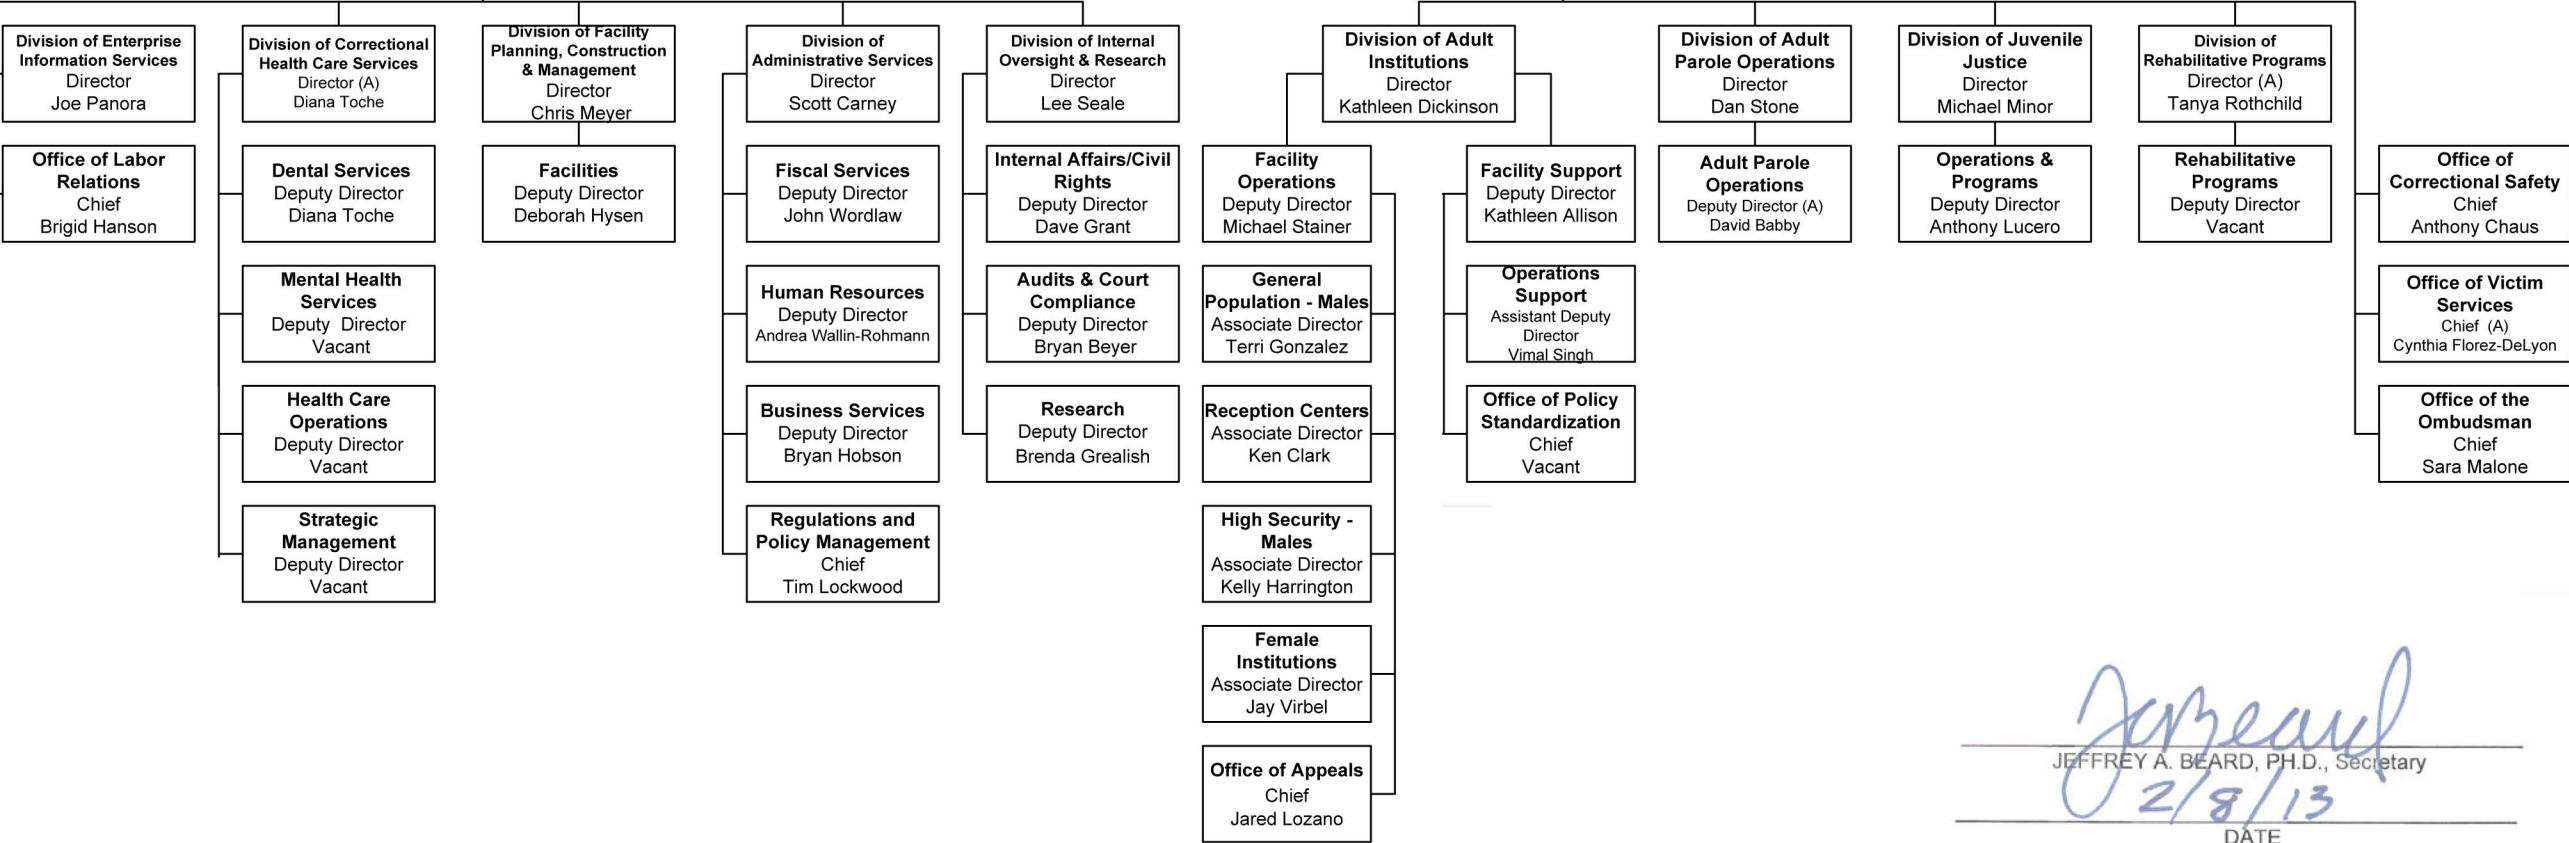 Division of Enterprise
Information Services
Director
Joe Panora
Division of Correctional
Health Care Services
Director (A)
Diana Toche
Division of Facility
Planning, Construction
& Management
Director
Chris Meyer
Division of
Administrative Services
Director
Scott Carney
Division of Internal
Oversight & Research
Director
Lee Seale
Division of Adult
Institutions
Director
Kathleen Dickinson
Division of Adult
Parole Operations
Director
Dan Stone
Division of Juvenile
Justice
Director
Michael Minor
Division of
Rehabilitative Programs
Director (A)
Tanya Rothchild
Office of Labor
Relations
Chief
Brigid Hanson
Dental Services
Deputy Director
Diana Toche
Facilities
Deputy Director
Deborah Hysen
Fiscal Services
Deputy Director
John Wordlaw
Internal Affairs/Civil
Rights
Deputy Director
Dave Grant
Facility
Operations
Deputy Director
Michael Stainer
Facility Support
Deputy Director
Kathleen Allison
Adult Parole
Operations
Deputy Director (A)
David Babby
Operations &
Programs
Deputy Director
Anthony Lucero
Rehabilitative
Programs
Deputy Director
Vacant
Office of
Correctional Safety
Chief
Anthony Chaus
Mental Health
Services
Deputy Director
Vacant
Human Resources
Deputy Director
Andrea Wallin-Rohmann
Audits & Court
Compliance
Deputy Director
Bryan Beyer
General
Population - Males
Associate Director
Terri Gonzalez
Operations
Support
Assistant Deputy
Director
Vimal Singh
Office of Victim
Services
Chief (A)
Cynthia Florez-DeLyon
Health Care
Operations
Deputy Director
Vacant
Business Services
Deputy Director
Bryan Hobson
Research
Deputy Director
Brenda Grealish
Reception Centers
Associate Director
Ken Clark
Office of Policy
Standardization
Chief
Vacant
Office of the
Ombudsman
Chief
Sara Malone
Strategic
Management
Deputy Director
Vacant
Regulations and
Policy Management
Chief
Tim Lockwood
High Security -
Males
Associate Director
Kelly Harrington
Female
Institutions
Associate Director
Jay Virbel
Office of Appeals
Chief
Jared Lozano
JABeard
JEFFREY A. BEARD, PH.D., Secretary
2/8/13
DATE